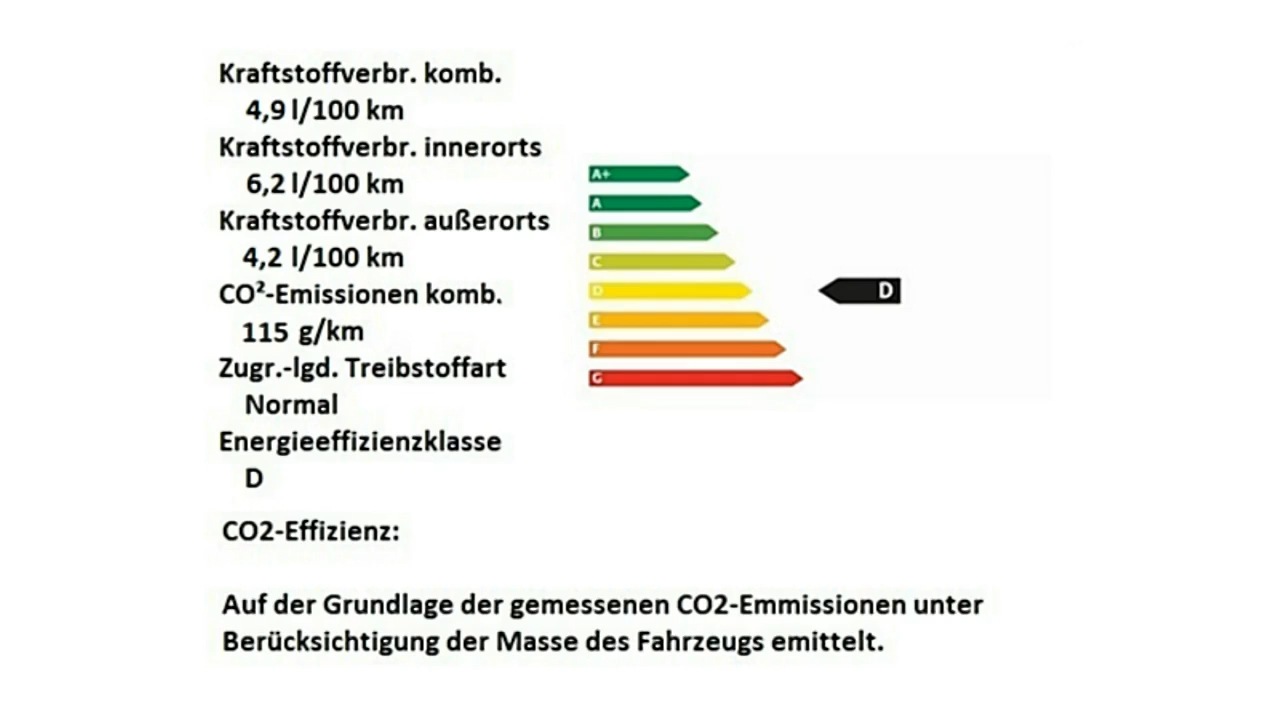 Kraftstoffverbr. komb.
4,9 l/100 km
Kraftstoffverbr. innerorts
6,2 l/100 km
Kraftstoffverbr. außerorts
4,2 l/100 km
CO²-Emissionen komb.
115 g/km
Zugr.-lgd. Treibstoffart
Normal
Energieeffizienzklasse
D
A+
A
B
C
D
E
F
G
D
CO2-Effizienz:
Auf der Grundlage der gemessenen CO2-Emmissionen unter
Berücksichtigung der Masse des Fahrzeugs emittelt.